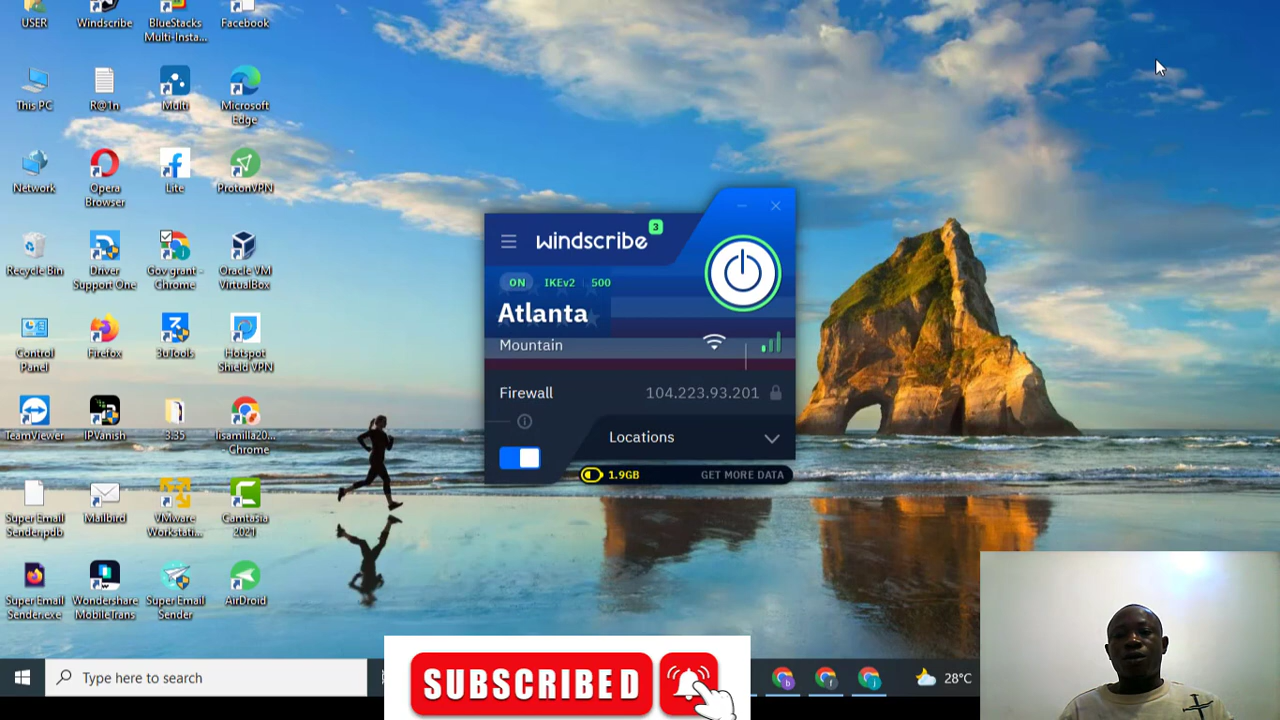 USER
Windscribe
BlueStacks
Multi-Insta...
Facebook
This PC
R@1n
Multi
Microsoft
Edge
Network
Opera
Browser
Lite
ProtonVPN
Recycle Bin
Driver
Support One
Gov grant -
Chrome
Oracle VM
VirtualBox
Control
Panel
Firefox
3uTools
Hotspot
Shield VPN
TeamViewer
IPVanish
3.35
lisamilla20...
- Chrome
Super Email
Sender.pdb
Mailbird
VMware
Workstati...
Camtasia
2021
Super Email
Sender.exe
Wondershare
MobileTrans
Super Email
Sender
AirDroid
windscribe
3
ON IKEv2 500
Atlanta
Mountain
Firewall 104.223.93.201
Locations
1.9GB GET MORE DATA
Type here to search
SUBSCRIBED
b
f
j
28°C